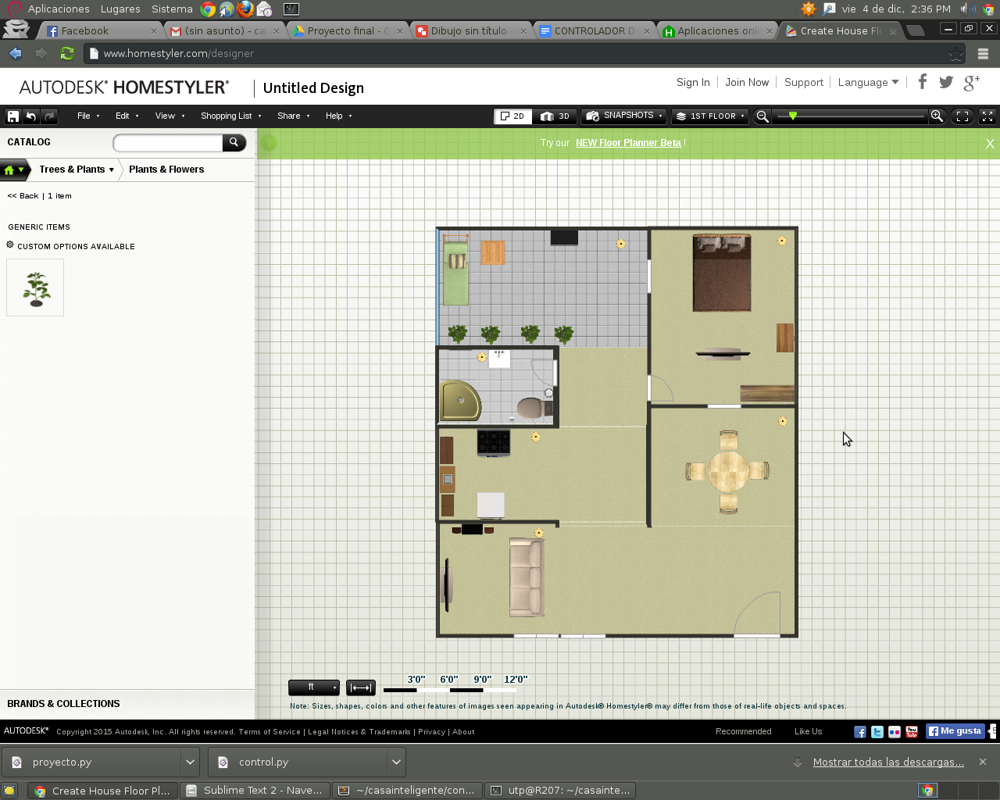 Aplicaciones Lugares Sistema vie 4 de dic, 2:36 PM
Facebook (sin asunto) - ca Proyecto final - G Dibujo sin título - CONTROLADOR D Aplicaciones onli Create House Flo
www.homestyler.com/designer
AUTODESK® HOMESTYLER® Untitled Design Sign In Join Now Support Language
File Edit View Shopping List Share Help 2D 3D SNAPSHOTS 1ST FLOOR
CATALOG
Try our NEW Floor Planner Beta ! X
Trees & Plants Plants & Flowers
<< Back | 1 item
GENERIC ITEMS
CUSTOM OPTIONS AVAILABLE
3'0" 6'0" 9'0" 12'0"
ft
BRANDS & COLLECTIONS
Note: Sizes, shapes, colors and other features of images seen appearing in Autodesk® Homestyler® may differ from those of real-life objects and spaces.
AUTODESK® Copyright 2015 Autodesk, Inc. All rights reserved. Terms of Service | Legal Notices & Trademarks | Privacy | About Recommended Like Us Me gusta
proyecto.py control.py Mostrar todas las descargas...
Create House Floor Pl... Sublime Text 2 - Nave... ~/casainteligente/con... utp@R207: ~/casainte...